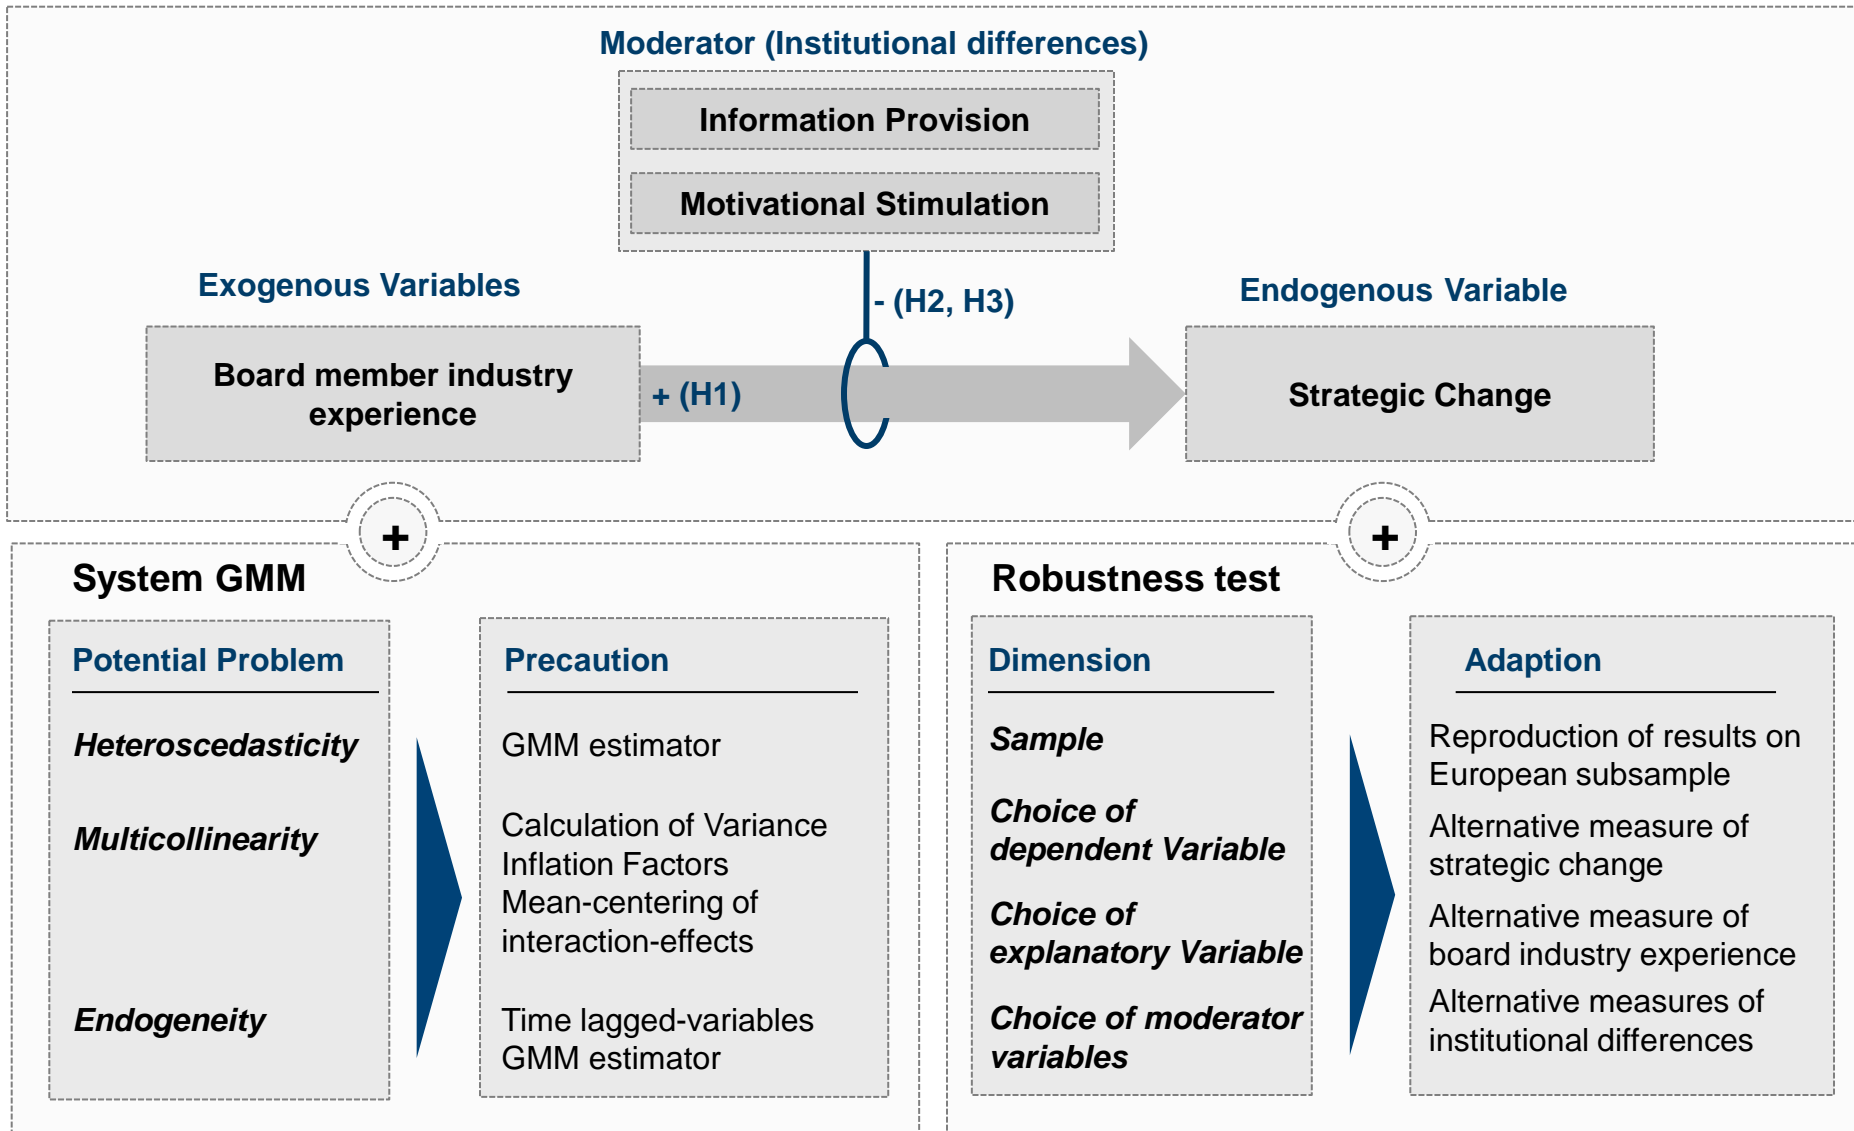 Moderator (Institutional differences)
Information Provision
Motivational Stimulation
Exogenous Variables
- (H2, H3)
Endogenous Variable
Board member industry
experience
+ (H1)
Strategic Change
+
+
System GMM
Potential Problem
Precaution
Heteroscedasticity
GMM estimator
Multicollinearity
Calculation of Variance
Inflation Factors
Mean-centering of
interaction-effects
Endogeneity
Time lagged-variables
GMM estimator
Robustness test
Dimension
Adaption
Sample
Reproduction of results on
European subsample
Choice of
dependent Variable
Alternative measure of
strategic change
Choice of
explanatory Variable
Alternative measure of
board industry experience
Choice of moderator
variables
Alternative measures of
institutional differences